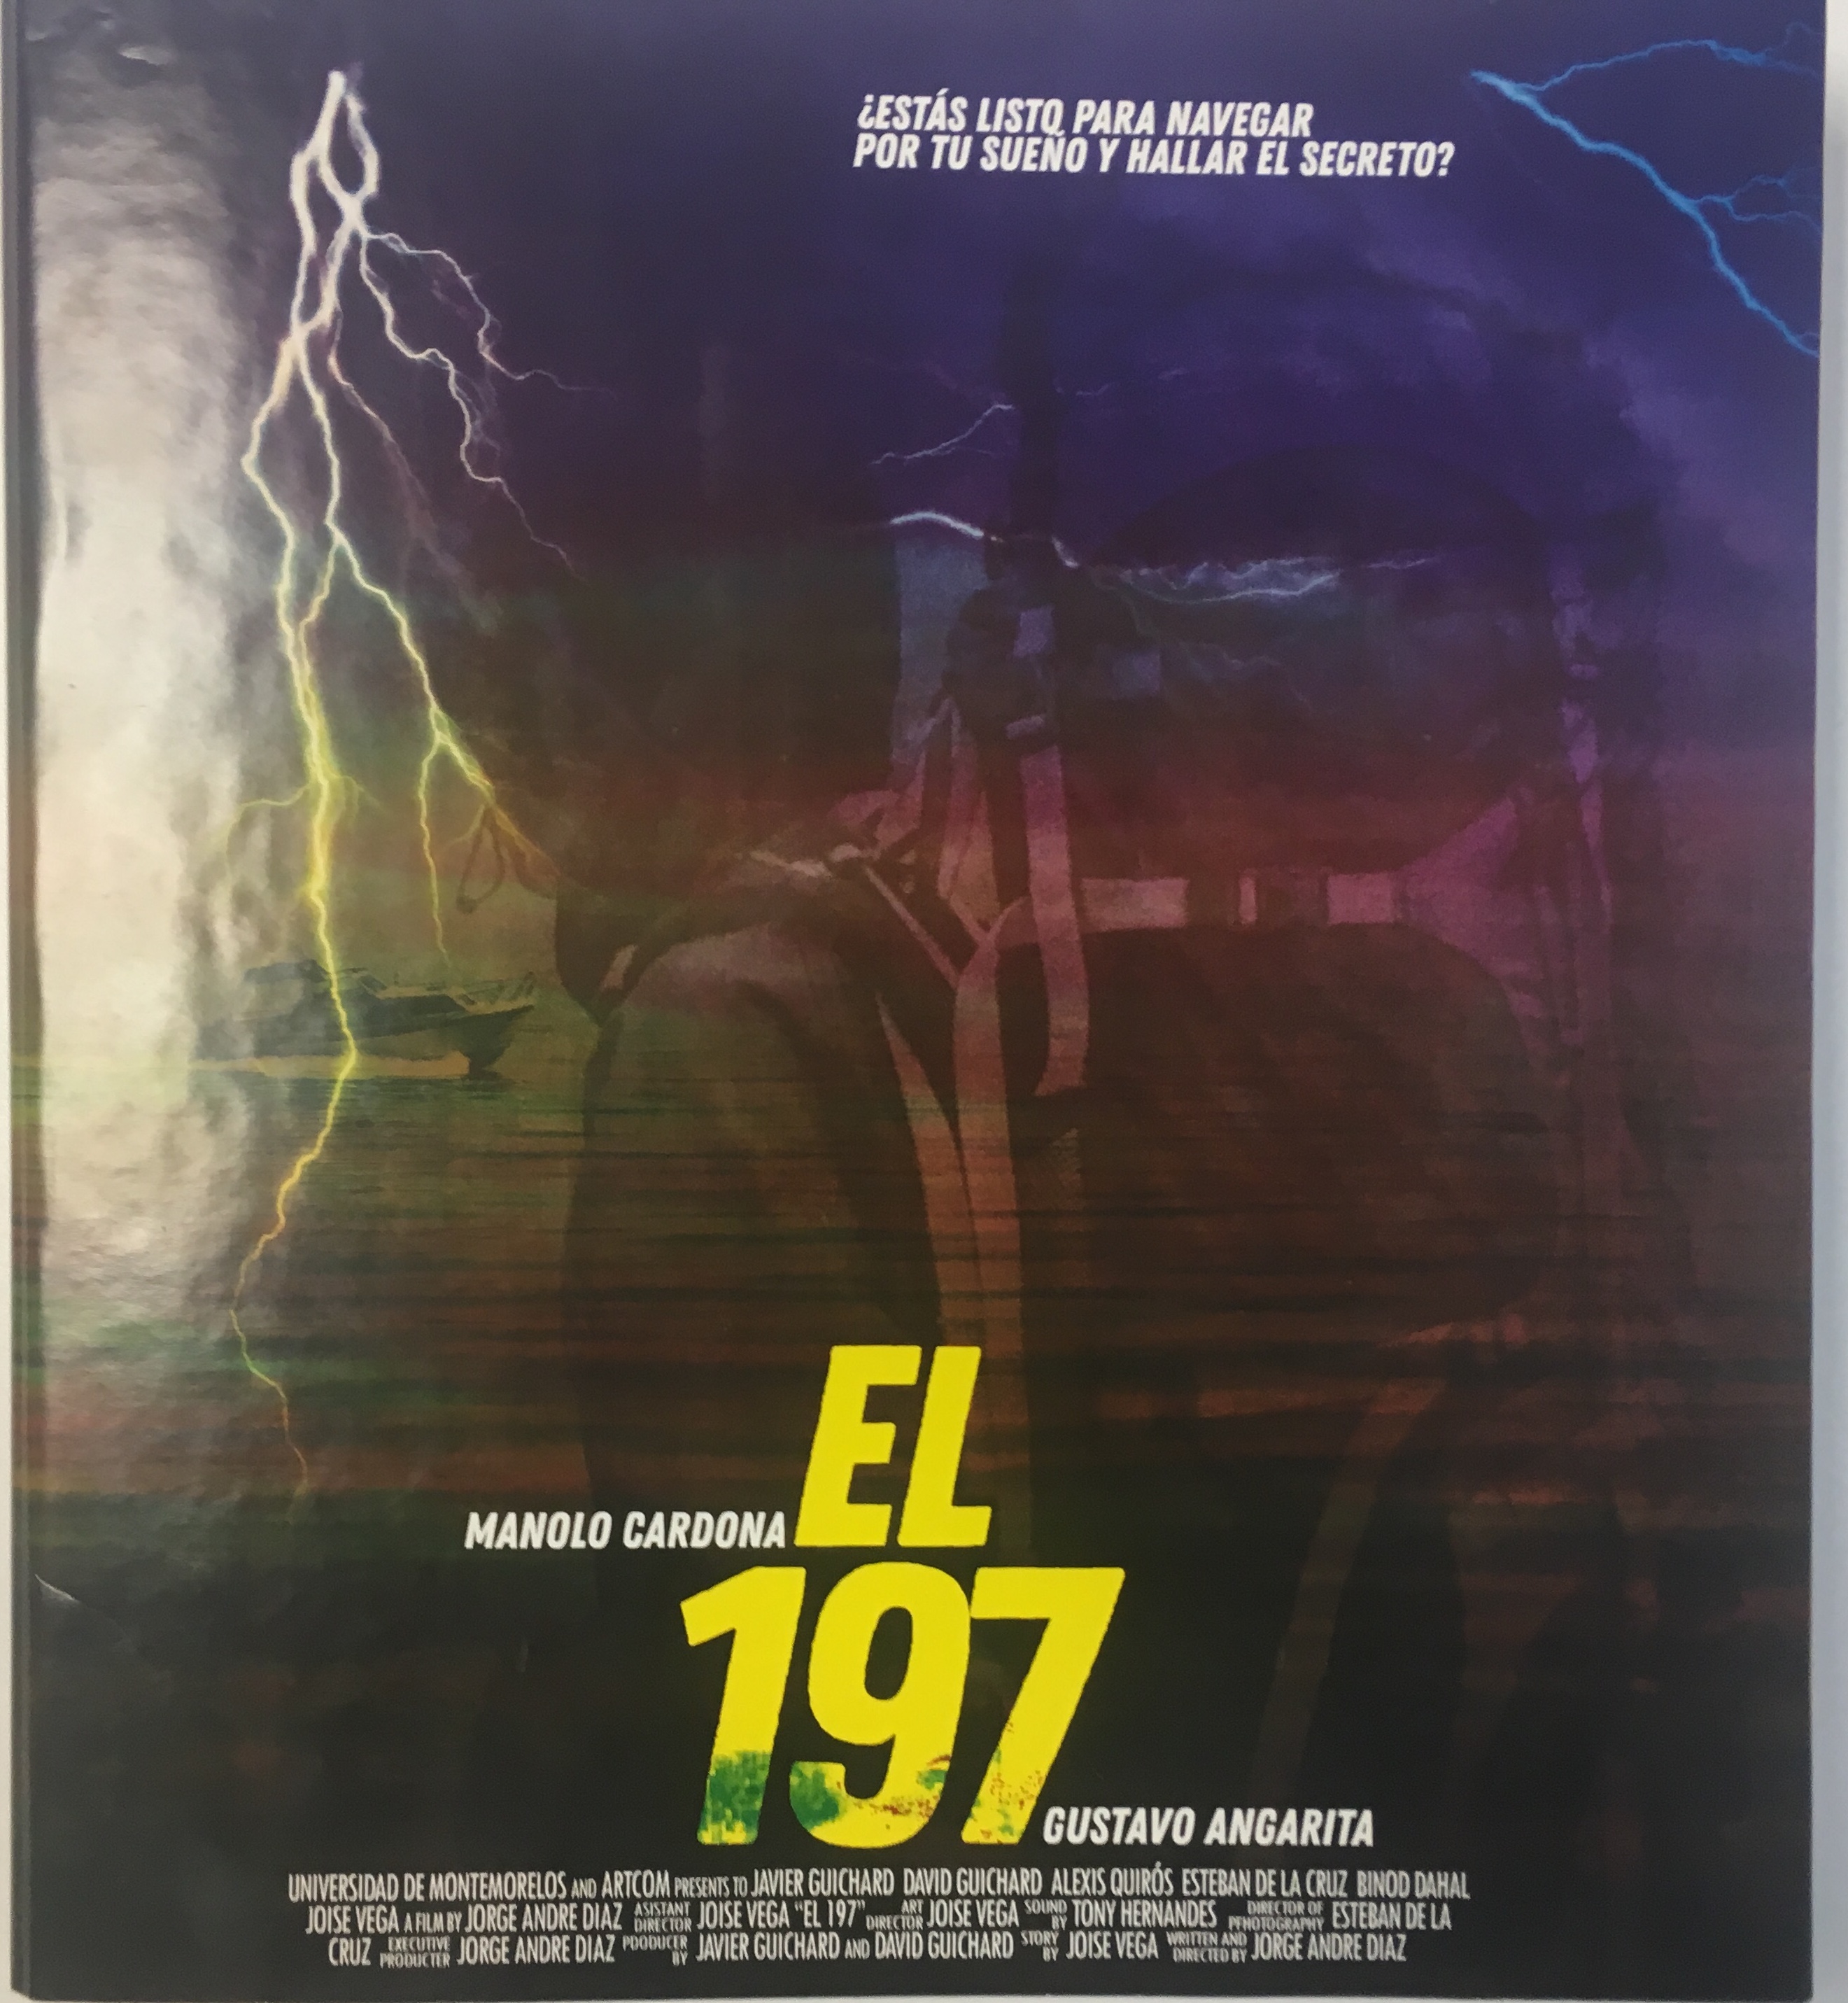 ¿ESTÁS LISTO PARA NAVEGAR
POR TU SUEÑO Y HALLAR EL SECRETO?
EL
MANOLO CARDONA
197
GUSTAVO ANGARITA
UNIVERSIDAD DE MONTEMORELOS AND ARTCOM PRESENTS TO JAVIER GUICHARD DAVID GUICHARD ALEXIS QUIRÓS ESTEBAN DE LA CRUZ BINOD DAHAL
JOISE VEGA A FILM BY JORGE ANDRE DIAZ ASISTANT DIRECTOR JOISE VEGA "EL 197" ART DIRECTOR JOISE VEGA SOUND BY TONY HERNANDES DIRECTOR OF PFHOTOGRAPHY ESTEBAN DE LA
CRUZ EXECUTIVE PRODUCTER JORGE ANDRE DIAZ PDODUCER BY JAVIER GUICHARD AND DAVID GUICHARD STORY BY JOISE VEGA WRITTEN AND DIRECTED BY JORGE ANDRE DIAZ